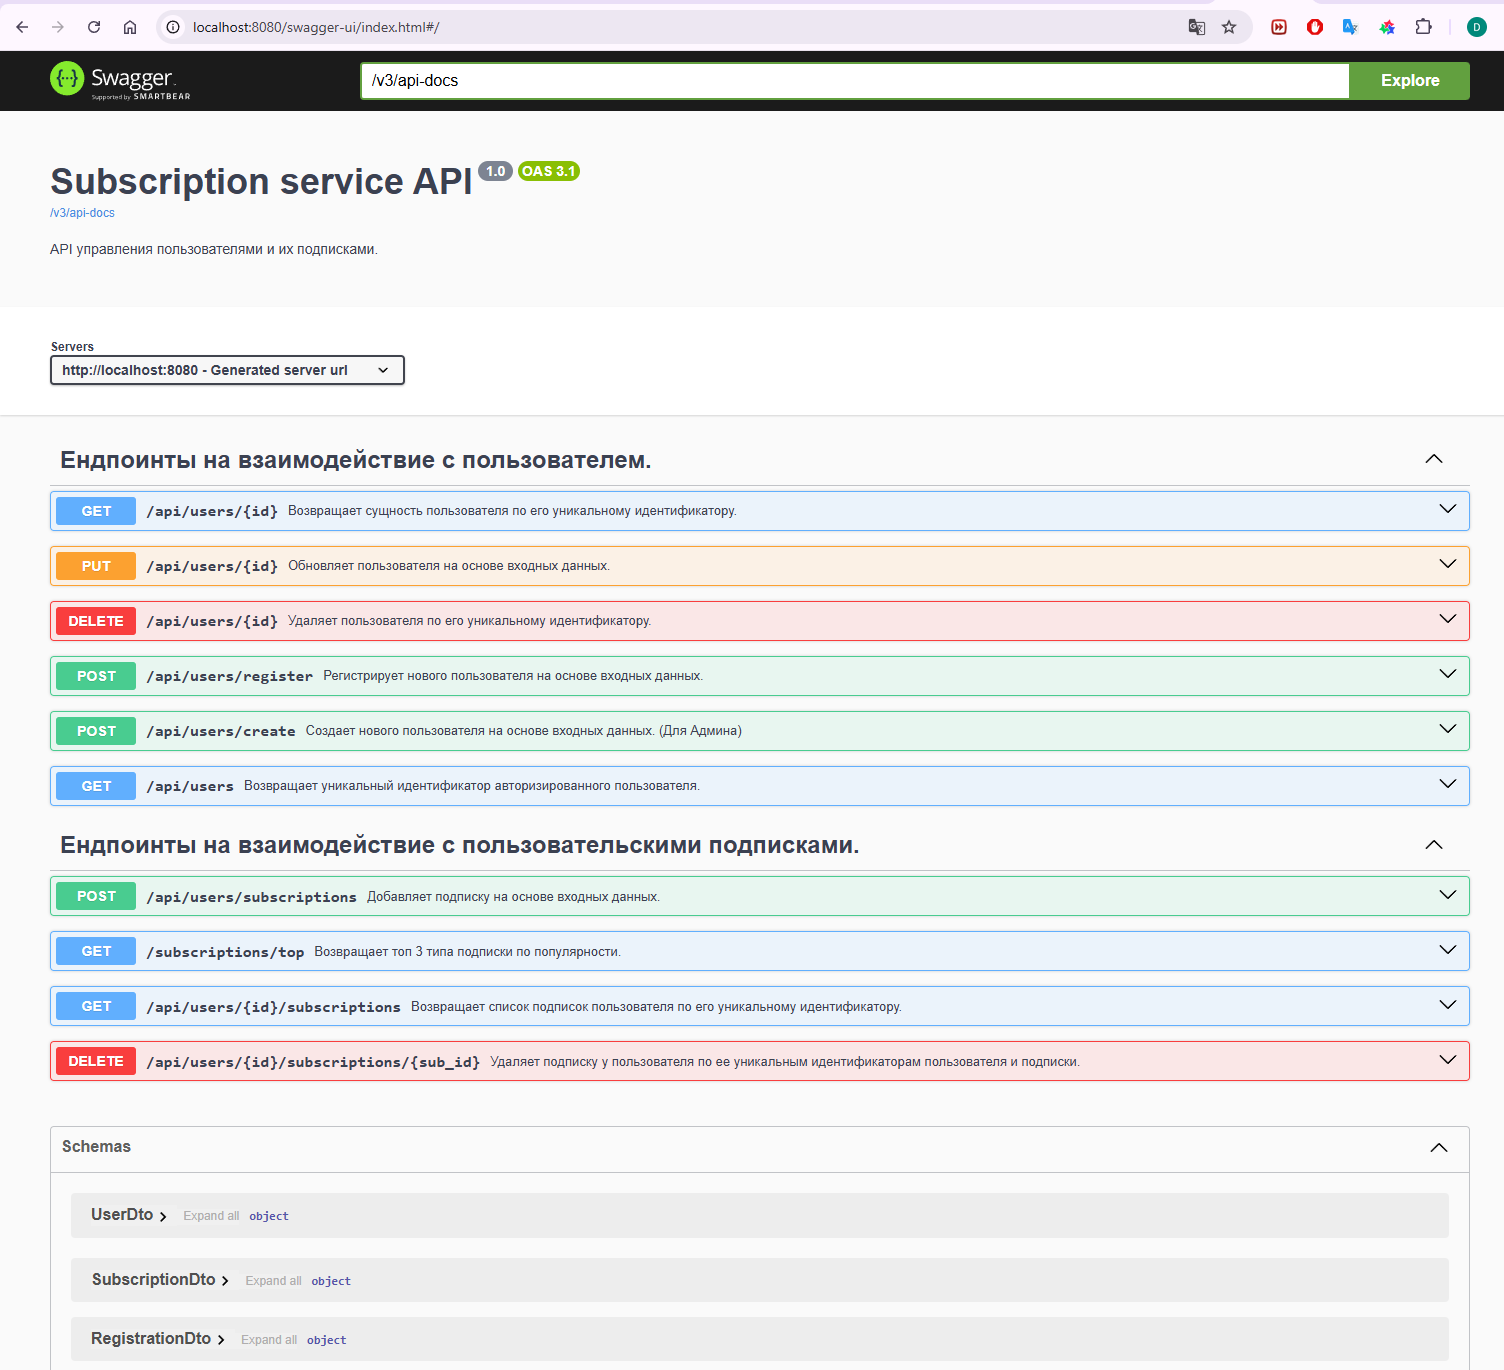 localhost:8080/swagger-ui/index.html#/
D
Swagger
Supported by SMARTBEAR
/v3/api-docs
Explore
Subscription service API 1.0 OAS 3.1
/v3/api-docs
API управления пользователями и их подписками.
Servers
http://localhost:8080 - Generated server url
Ендпоинты на взаимодействие с пользователем.
GET /api/users/{id} Возвращает сущность пользователя по его уникальному идентификатору.
PUT /api/users/{id} Обновляет пользователя на основе входных данных.
DELETE /api/users/{id} Удаляет пользователя по его уникальному идентификатору.
POST /api/users/register Регистрирует нового пользователя на основе входных данных.
POST /api/users/create Создает нового пользователя на основе входных данных. (Для Админа)
GET /api/users Возвращает уникальный идентификатор авторизированного пользователя.
Ендпоинты на взаимодействие с пользовательскими подписками.
POST /api/users/subscriptions Добавляет подписку на основе входных данных.
GET /subscriptions/top Возвращает топ 3 типа подписки по популярности.
GET /api/users/{id}/subscriptions Возвращает список подписок пользователя по его уникальному идентификатору.
DELETE /api/users/{id}/subscriptions/{sub_id} Удаляет подписку у пользователя по ее уникальным идентификаторам пользователя и подписки.
Schemas
UserDto Expand all object
SubscriptionDto Expand all object
RegistrationDto Expand all object